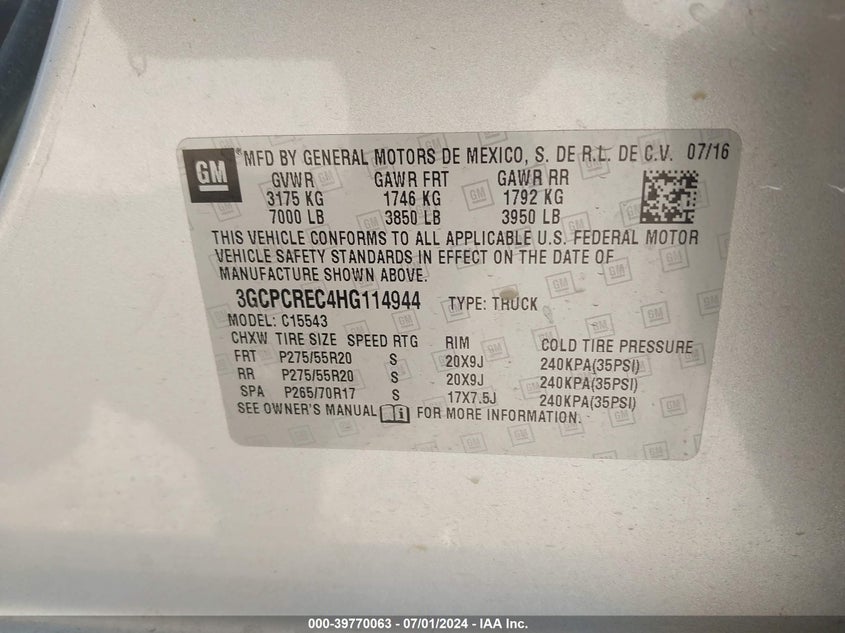 GM ® MFD BY GENERAL MOTORS DE MEXICO, S. DE R.L. DE C.V. 07/16
GVWR GAWR FRT GAWR RR
3175 KG 1746 KG 1792 KG
7000 LB 3850 LB 3950 LB
THIS VEHICLE CONFORMS TO ALL APPLICABLE U.S. FEDERAL MOTOR
VEHICLE SAFETY STANDARDS IN EFFECT ON THE DATE OF
MANUFACTURE SHOWN ABOVE.
3GCPCREC4HG114944 TYPE: TRUCK
MODEL: C15543
CHXW TIRE SIZE SPEED RTG RIM COLD TIRE PRESSURE
FRT P275/55R20 S 20X9J 240KPA(35PSI)
RR P275/55R20 S 20X9J 240KPA(35PSI)
SPA P265/70R17 S 17X7.5J 240KPA(35PSI)
SEE OWNER'S MANUAL FOR MORE INFORMATION.
000-39770063 - 07/01/2024 - IAA Inc.